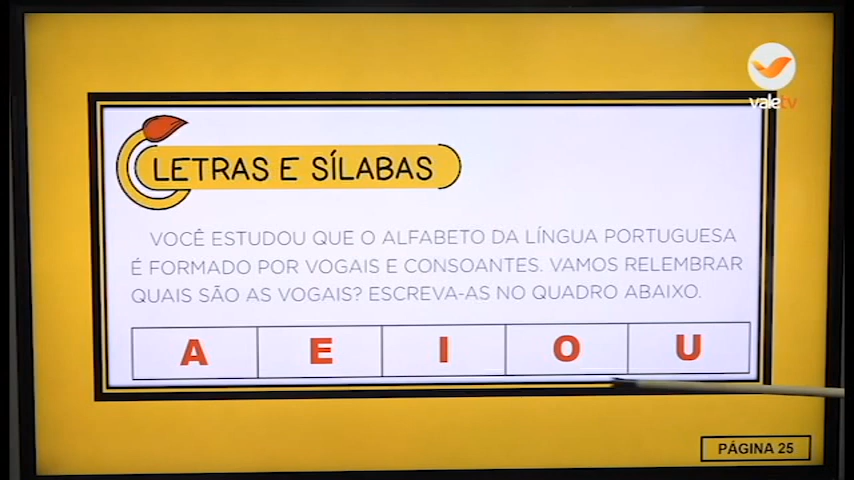 valetv
LETRAS E SÍLABAS
VOCÊ ESTUDOU QUE O ALFABETO DA LÍNGUA PORTUGUESA
É FORMADO POR VOGAIS E CONSOANTES. VAMOS RELEMBRAR
QUAIS SÃO AS VOGAIS? ESCREVA-AS NO QUADRO ABAIXO.
A E I O U
PÁGINA 25